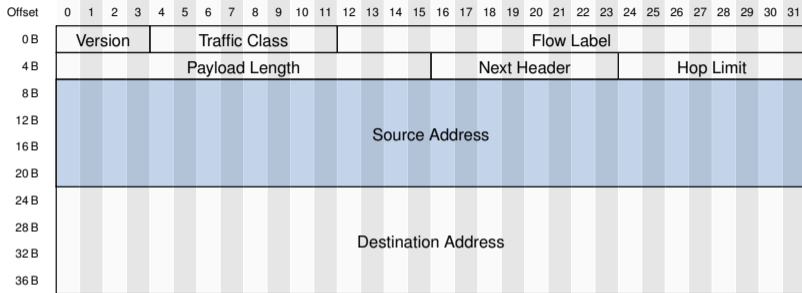 Offset 0 1 2 3 4 5 6 7 8 9 10 11 12 13 14 15 16 17 18 19 20 21 22 23 24 25 26 27 28 29 30 31
0 B Version Traffic Class Flow Label
4 B Payload Length Next Header Hop Limit
8 B
12 B
Source Address
16 B
20 B
24 B
28 B
Destination Address
32 B
36 B